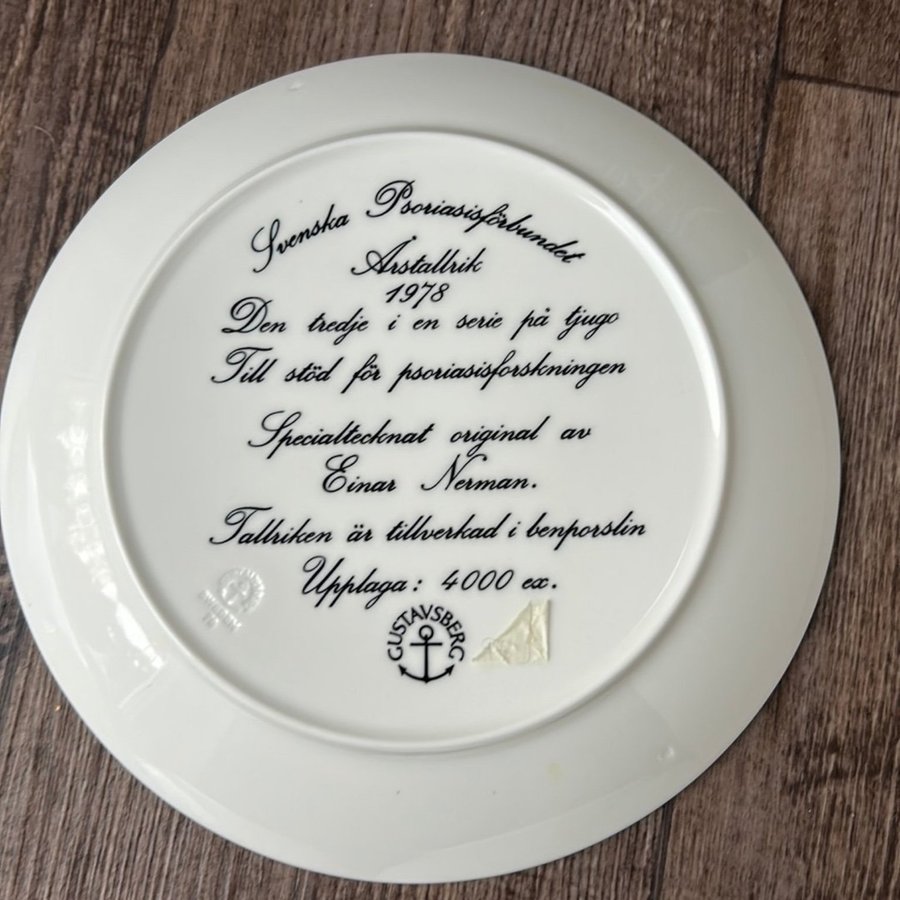 Svenska Psoriasisförbundet
Årstallrik
1978
Den tredje i en serie på tjugo
Till stöd för psoriasisforskningen
Specialtecknat original av
Einar Nerman.
Tallriken är tillverkad i benporslin
Upplaga: 4000 ex.
GUSTAVSBERG